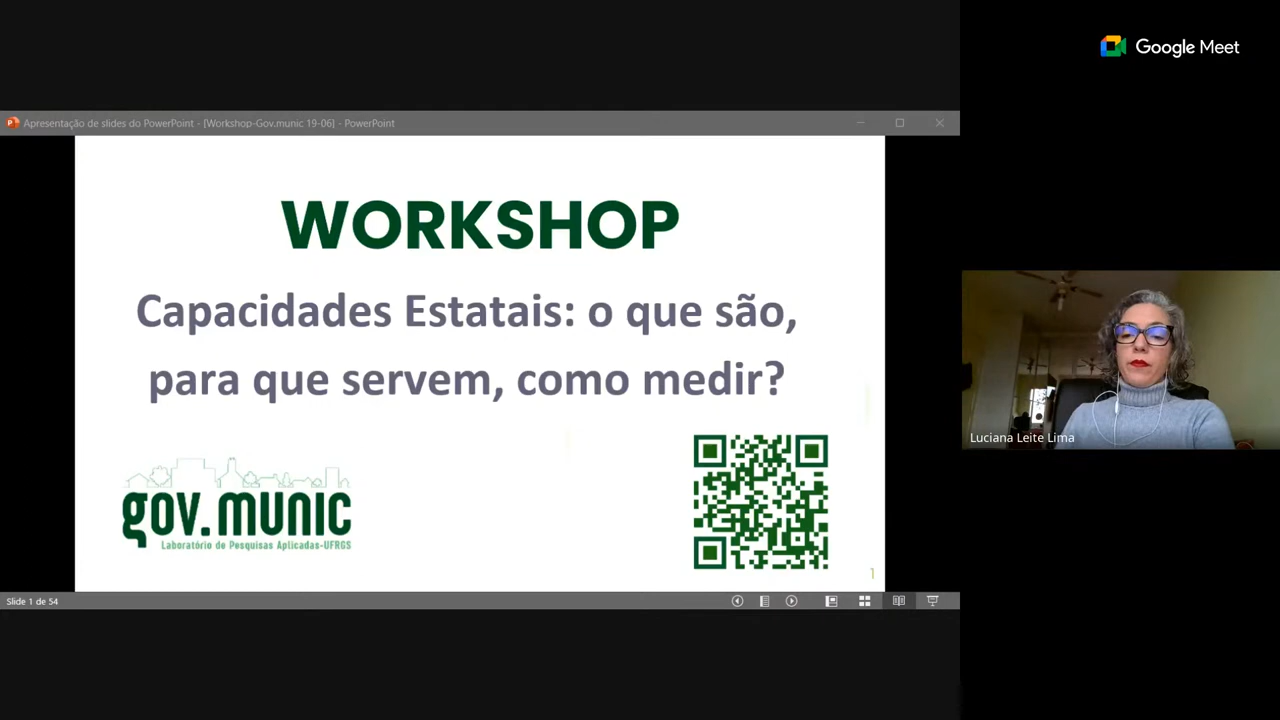 Google Meet
Apresentação de slides do PowerPoint - [Workshop-Gov.munic 19-06] - PowerPoint
WORKSHOP
Capacidades Estatais: o que são,
para que servem, como medir?
Luciana Leite Lima
gov.munic
Laboratório de Pesquisas Aplicadas-UFRGS
1
Slide 1 de 54